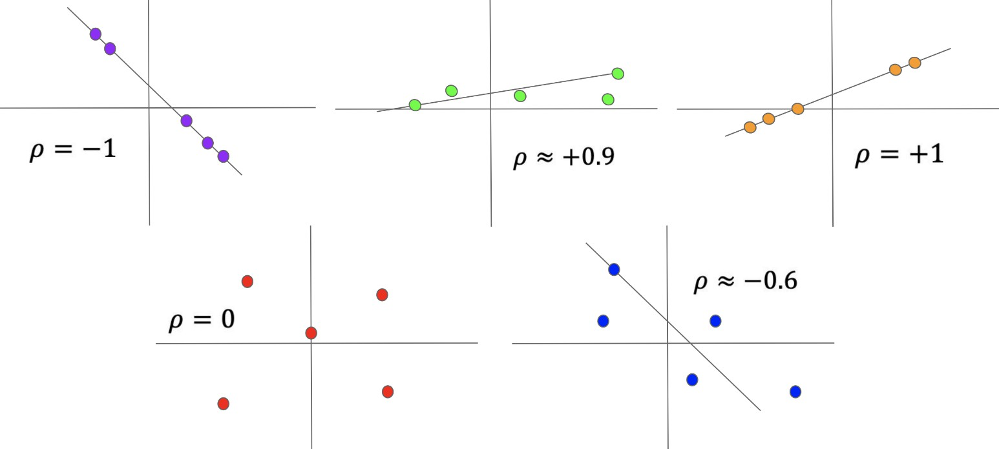 ρ = −1
ρ ≈ +0.9
ρ = +1
ρ = 0
ρ ≈ −0.6